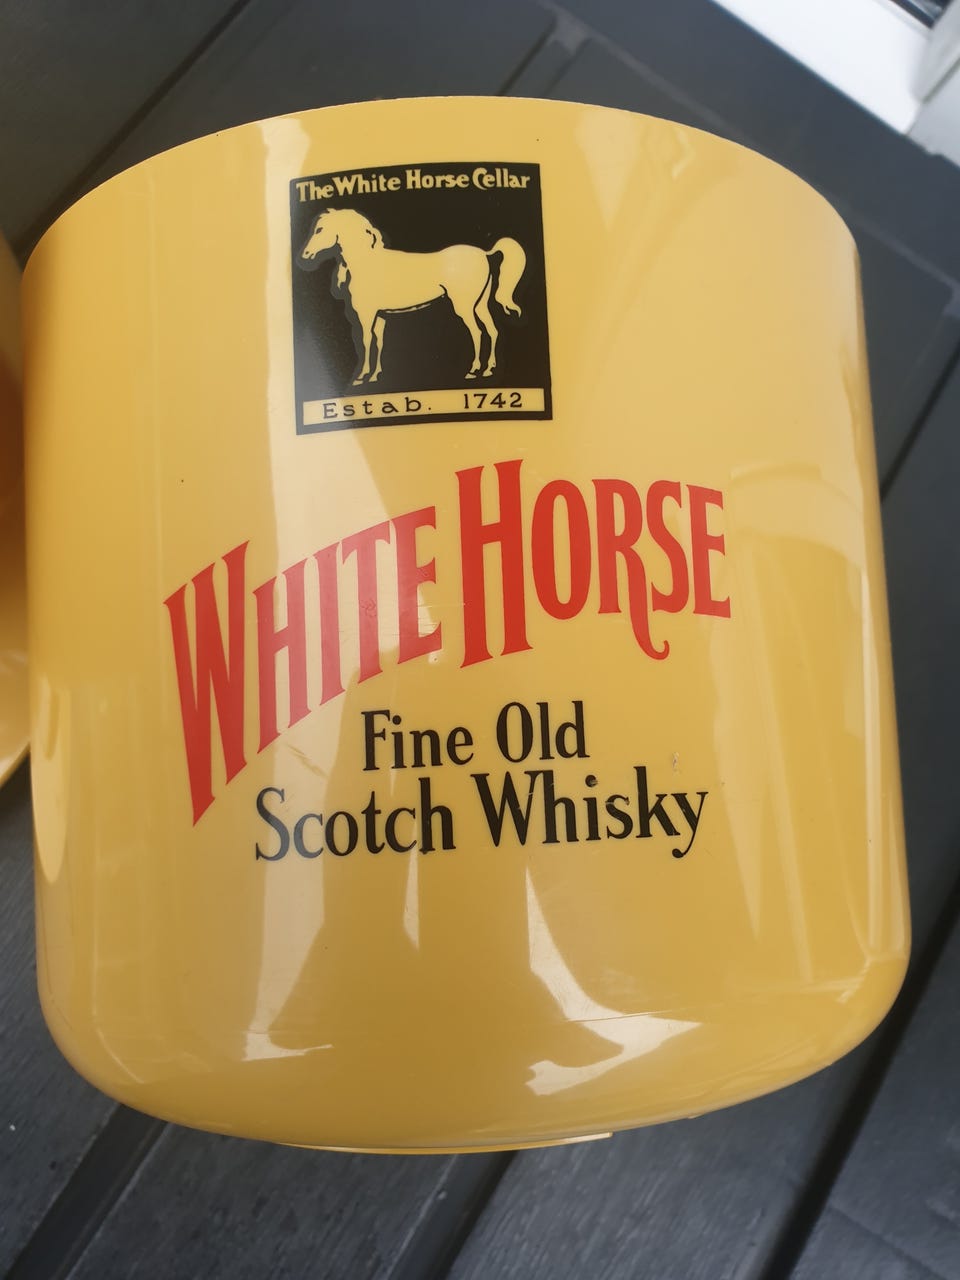 The White Horse Cellar
Estab. 1742
WHITE HORSE
Fine Old
Scotch Whisky